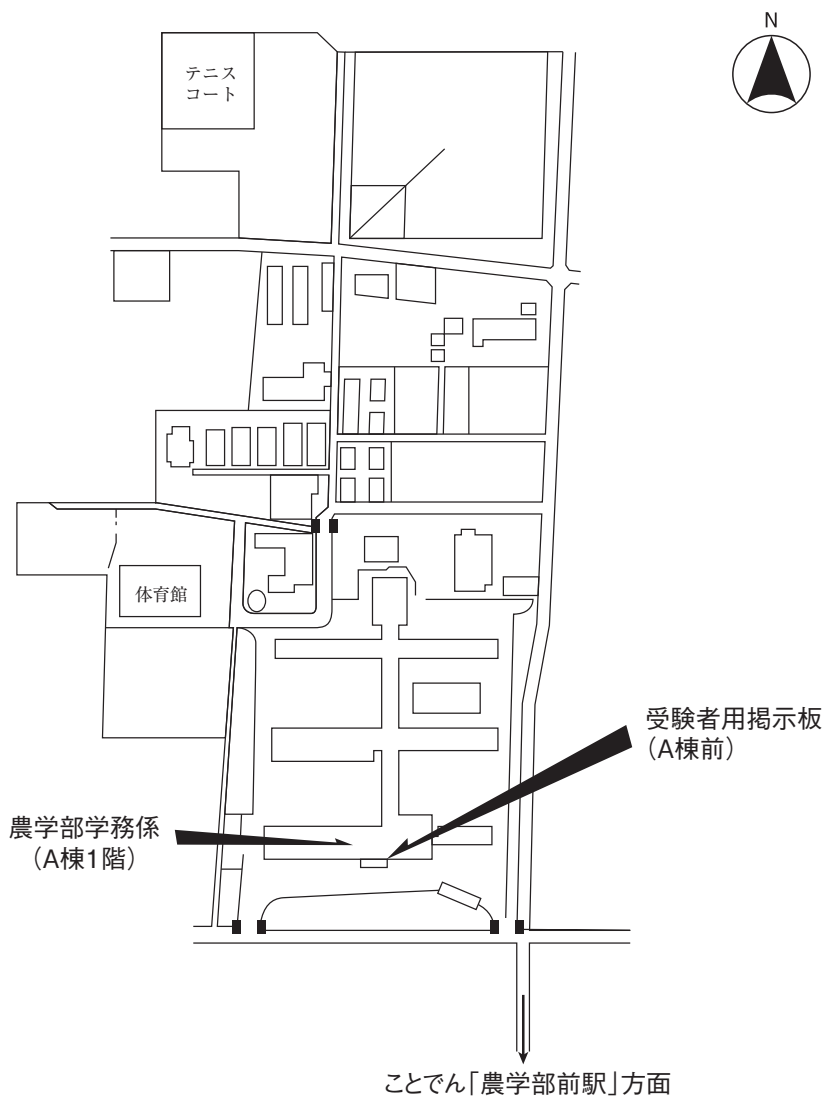 N
テニス
コート
体育館
受験者用掲示板
（A棟前）
農学部学務係
（A棟1階）
ことでん「農学部前駅」方面